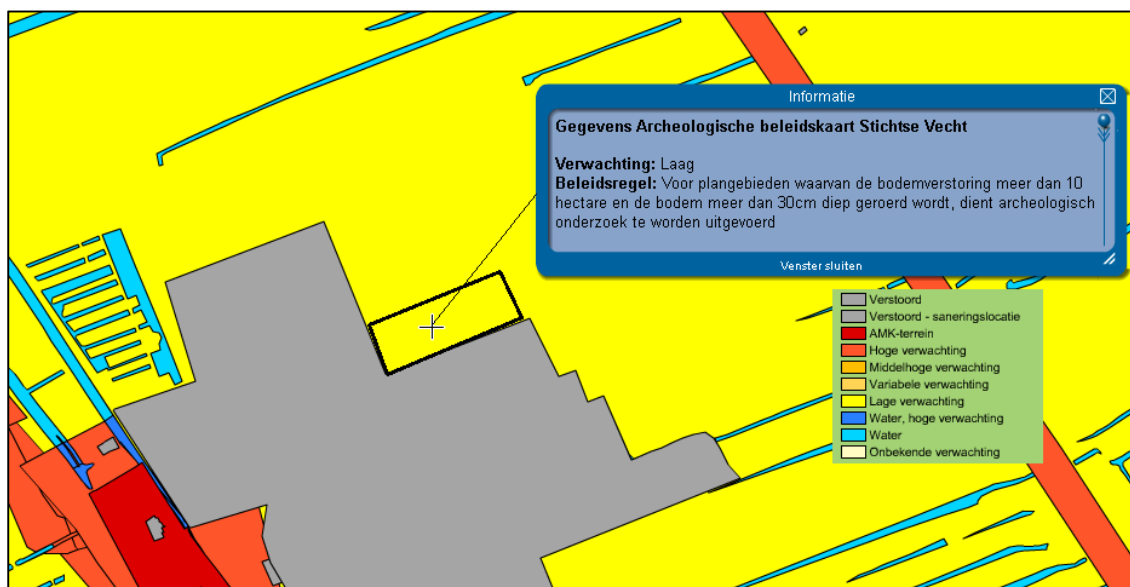 Informatie
Gegevens Archeologische beleidskaart Stichtse Vecht
Verwachting: Laag
Beleidsregel: Voor plangebieden waarvan de bodemverstoring meer dan 10
hectare en de bodem meer dan 30cm diep geroerd wordt, dient archeologisch
onderzoek te worden uitgevoerd
Venster sluiten
Verstoord
Verstoord - saneringslocatie
AMK-terrein
Hoge verwachting
Middelhoge verwachting
Variabele verwachting
Lage verwachting
Water, hoge verwachting
Water
Onbekende verwachting